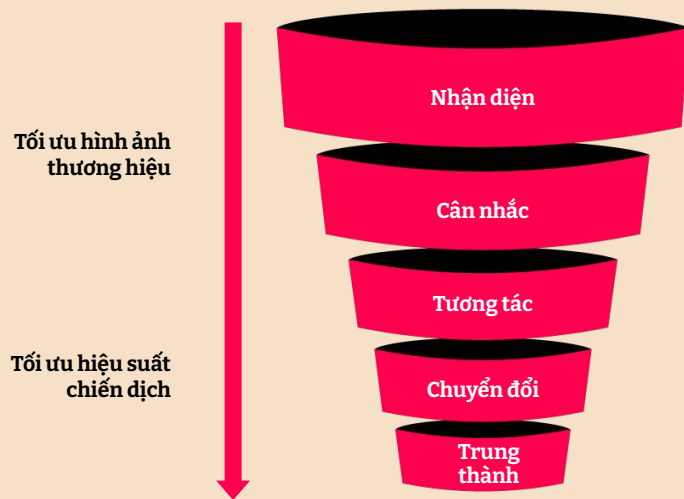 Nhận diện
Tối ưu hình ảnh
thương hiệu
Cân nhắc
Tương tác
Tối ưu hiệu suất
chiến dịch
Chuyển đổi
Trung
thành